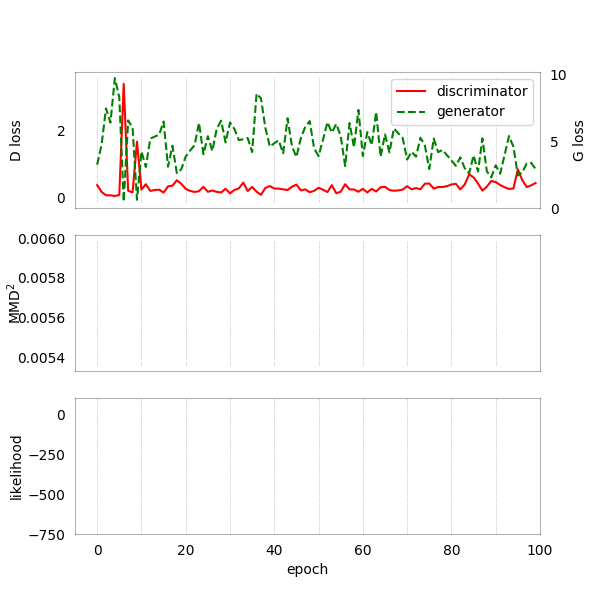 D loss
2
0
discriminator
generator
10
5
0
G loss
MMD²
0.0060
0.0058
0.0056
0.0054
likelihood
0
−250
−500
−750
0 20 40 60 80 100
epoch